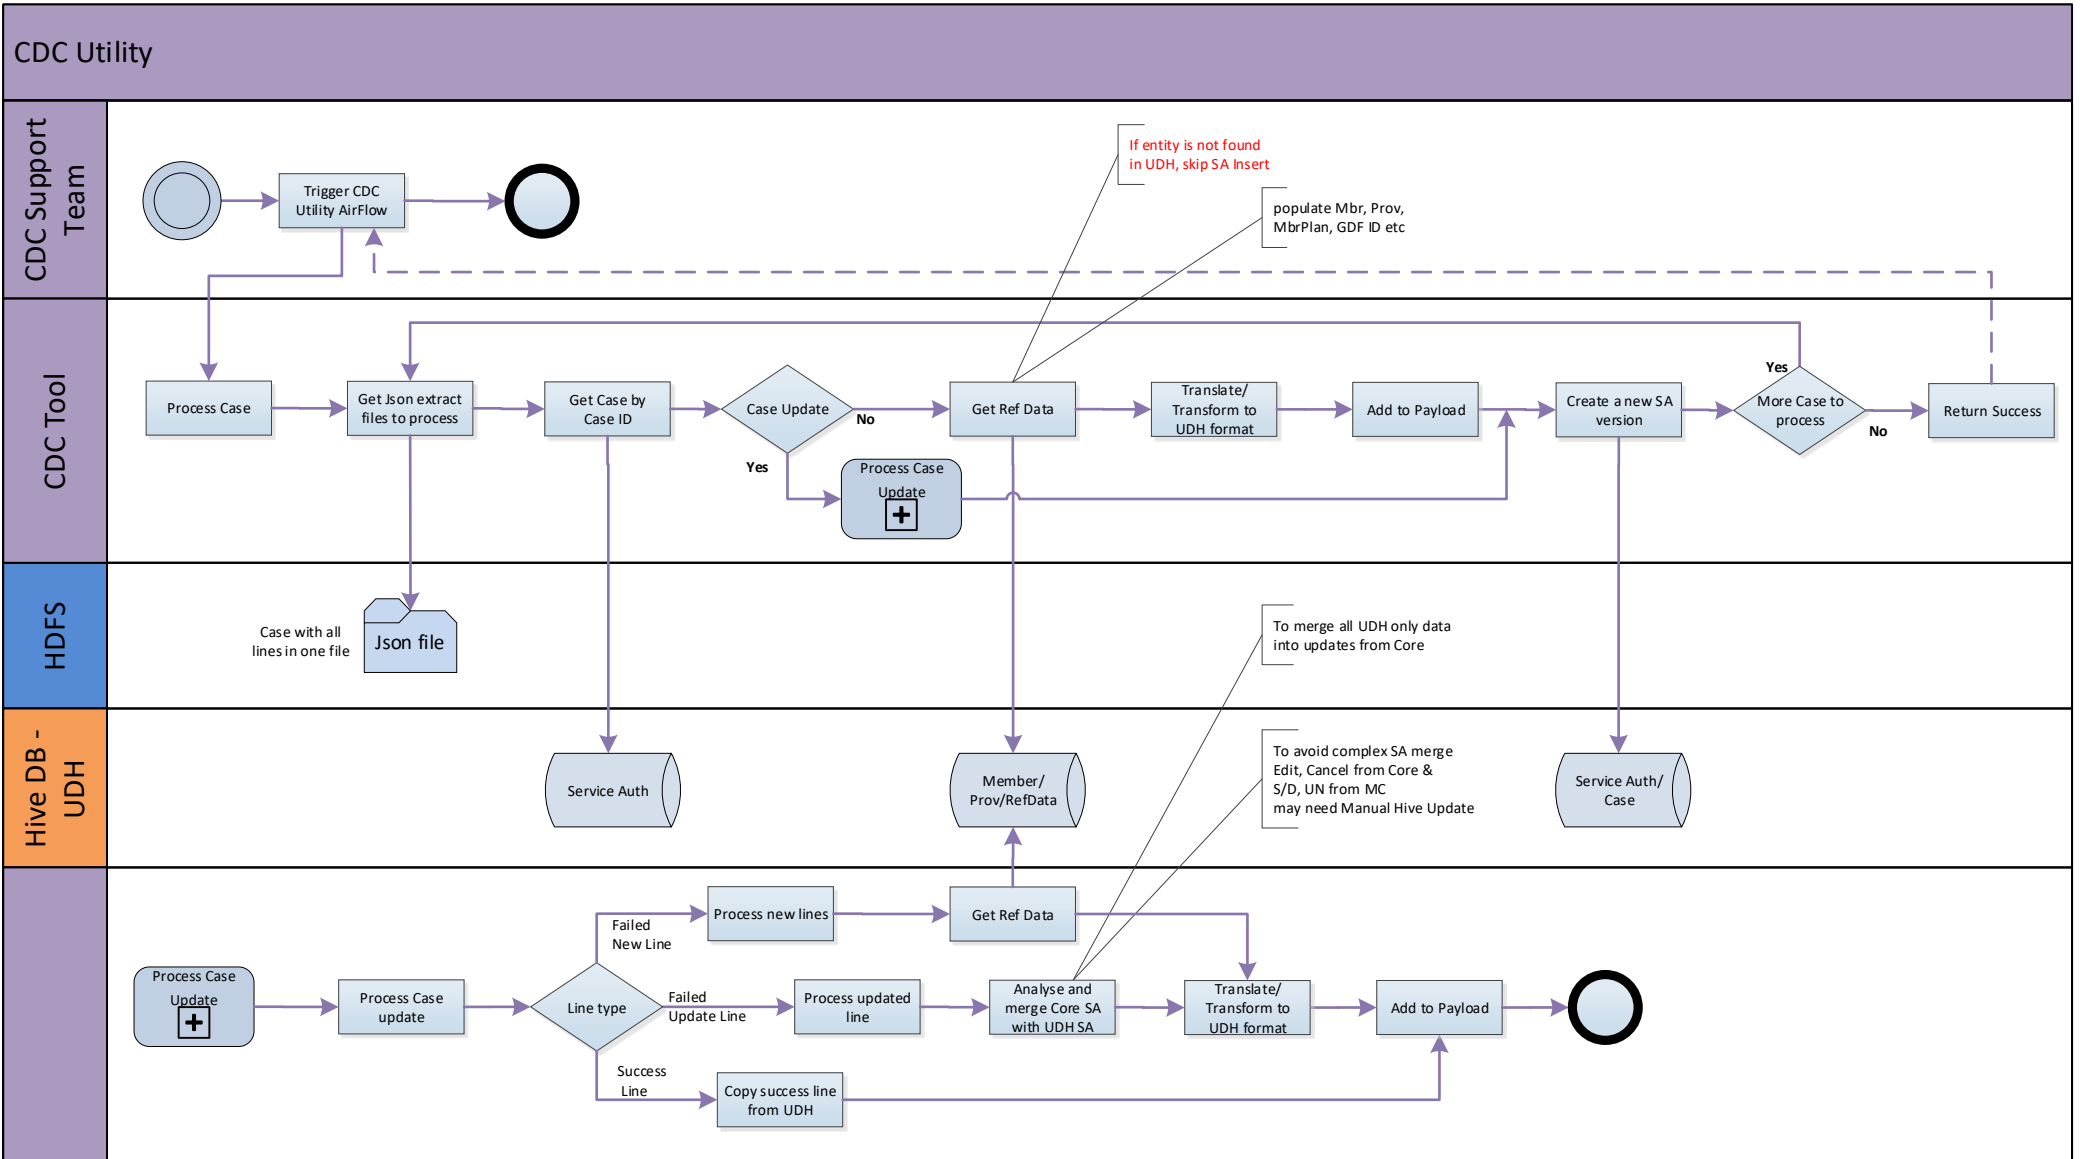 CDC Utility
CDC Support
Team
If entity is not found
in UDH, skip SA Insert
Trigger CDC
Utility AirFlow
populate Mbr, Prov,
MbrPlan, GDF ID etc
CDC Tool
Process Case
Get Json extract
files to process
Get Case by
Case ID
Case Update
No
Yes
Get Ref Data
Translate/
Transform to
UDH format
Add to Payload
Create a new SA
version
Yes
More Case to
process
No
Return Success
Process Case
Update
HDFS
Case with all
lines in one file
Json file
To merge all UDH only data
into updates from Core
Hive DB -
UDH
Service Auth
Member/
Prov/RefData
To avoid complex SA merge
Edit, Cancel from Core &
S/D, UN from MC
may need Manual Hive Update
Service Auth/
Case
Process Case
Update
Process Case
update
Line type
Failed
New Line
Process new lines
Get Ref Data
Failed
Update Line
Process updated
line
Analyse and
merge Core SA
with UDH SA
Translate/
Transform to
UDH format
Add to Payload
Success
Line
Copy success line
from UDH